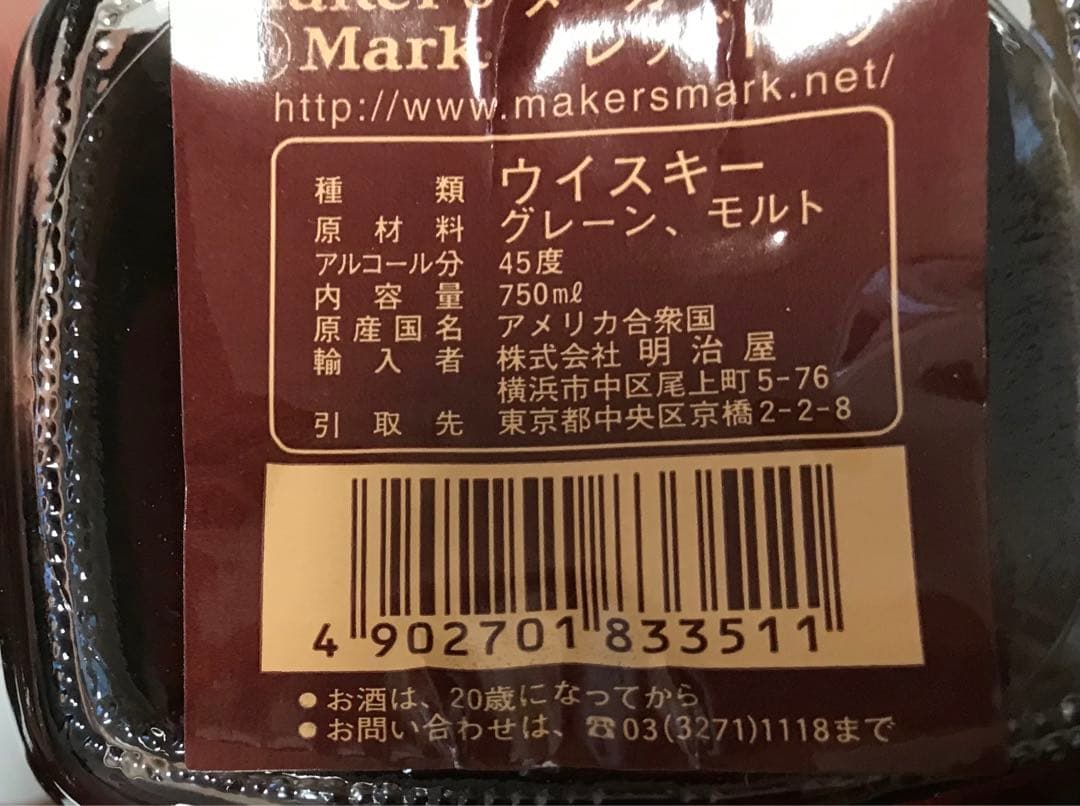 Mark
http://www.makersmark.net/
種類 ウイスキー
原材料 グレーン、モルト
アルコール分 45度
内容量 750ml
原産国名 アメリカ合衆国
輸入者 株式会社 明治屋
横浜市中区尾上町5-76
引取先 東京都中央区京橋2-2-8
4 902701 833511
●お酒は、20歳になってから
●お問い合わせは、☎03(3271)1118まで